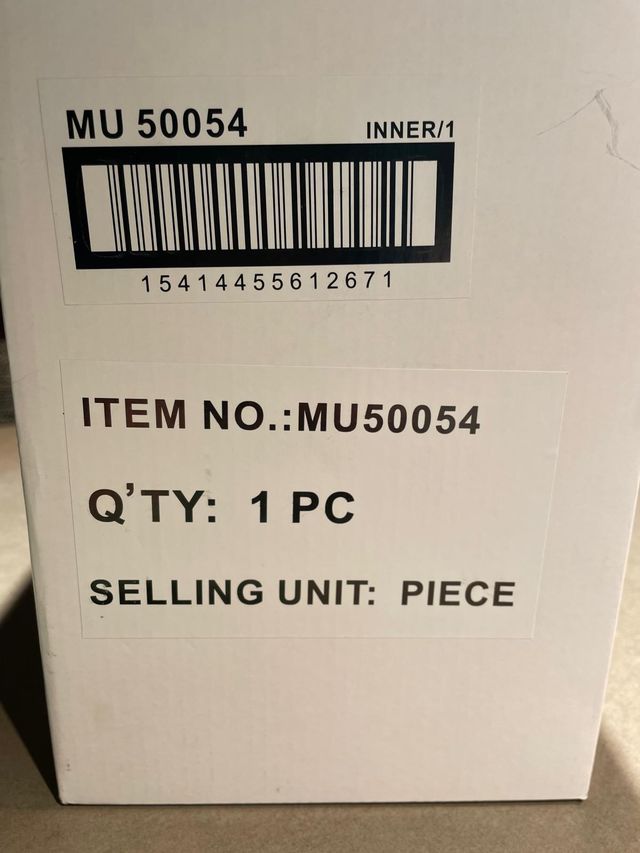 MU 50054
INNER/1
15414455612671
ITEM NO.:MU50054
Q'TY: 1 PC
SELLING UNIT: PIECE